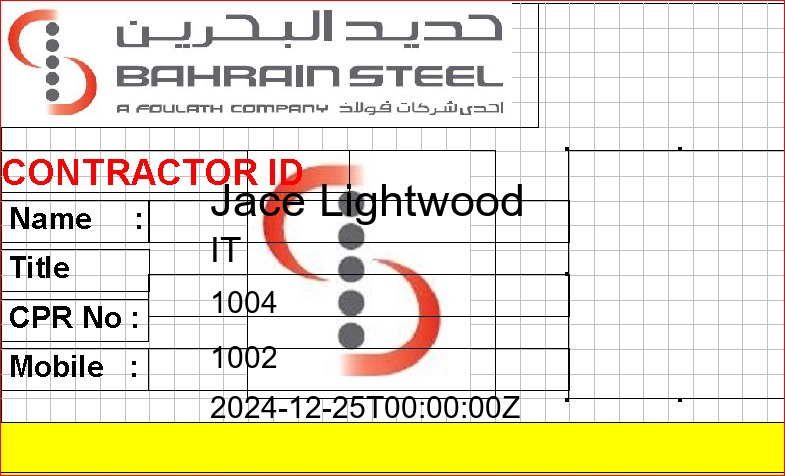 حديد البحرين
BAHRAIN STEEL
A FOULATH COMPANY احدى شركات فولاذ
CONTRACTOR ID
Name : Jace Lightwood
Title IT
CPR No : 1004
Mobile : 1002
2024-12-25T00:00:00Z